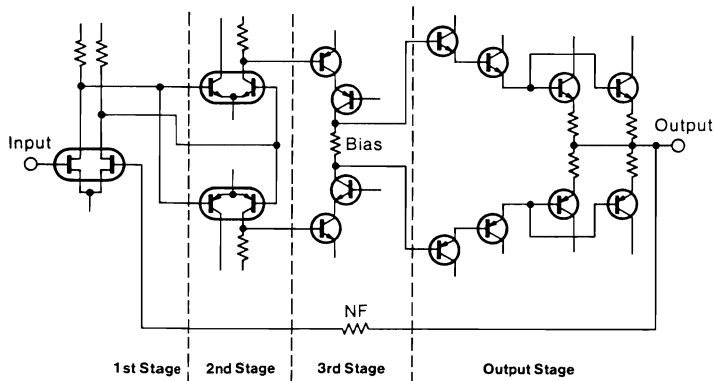 Input
Bias
Output
NF
1st Stage
2nd Stage
3rd Stage
Output Stage